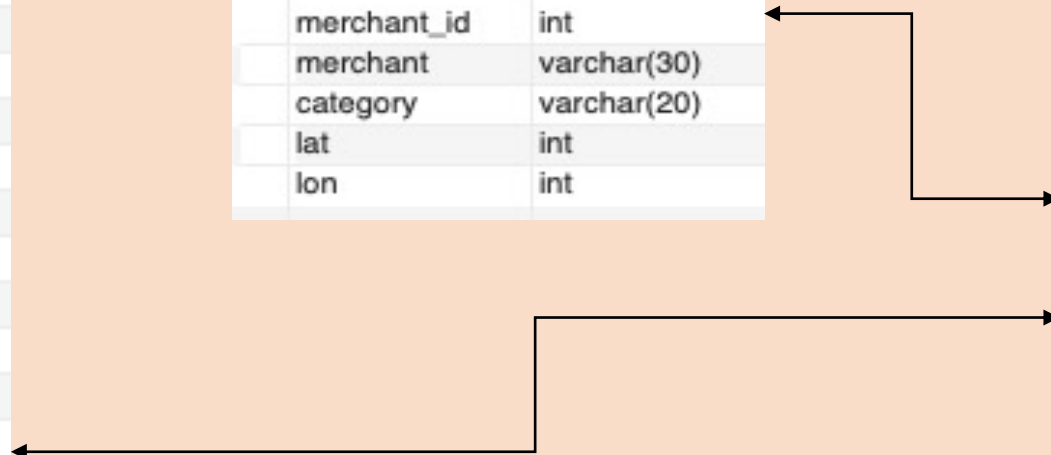 merchant_id int
merchant varchar(30)
category varchar(20)
lat int
lon int